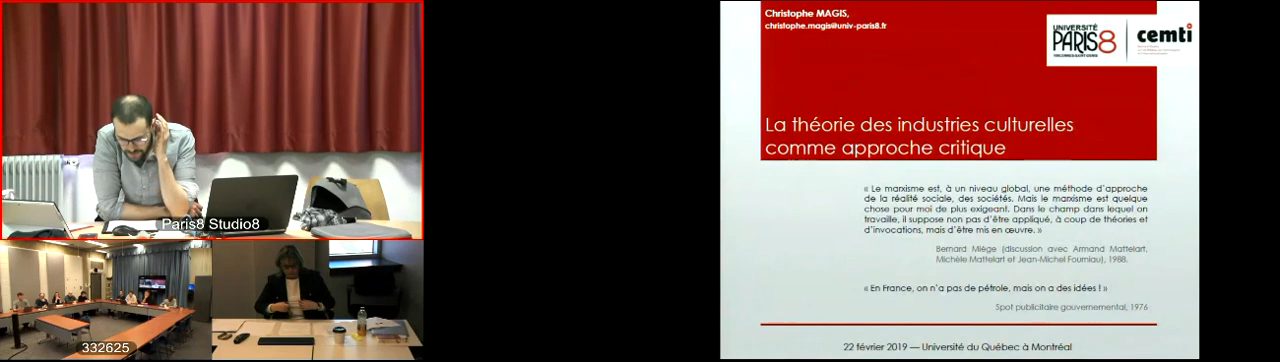 Christophe MAGIS,
christophe.magis@univ-paris8.fr
UNIVERSITÉ
PARIS8
VINCENNES-SAINT-DENIS
cemti
La théorie des industries culturelles
comme approche critique
« Le marxisme est, à un niveau global, une méthode d'approche
de la réalité sociale, des sociétés. Mais le marxisme est quelque
chose pour moi de plus exigeant. Dans le champ dans lequel on
travaille, il suppose non pas d'être appliqué, à coup de théories et
d'invocations, mais d'être mis en œuvre. »
Bernard Miège (discussion avec Armand Mattelart,
Michèle Mattelart et Jean-Michel Fourniau), 1988.
« En France, on n'a pas de pétrole, mais on a des idées ! »
Spot publicitaire gouvernemental, 1976
22 février 2019 — Université du Québec à Montréal
Paris8 Studio8
332625